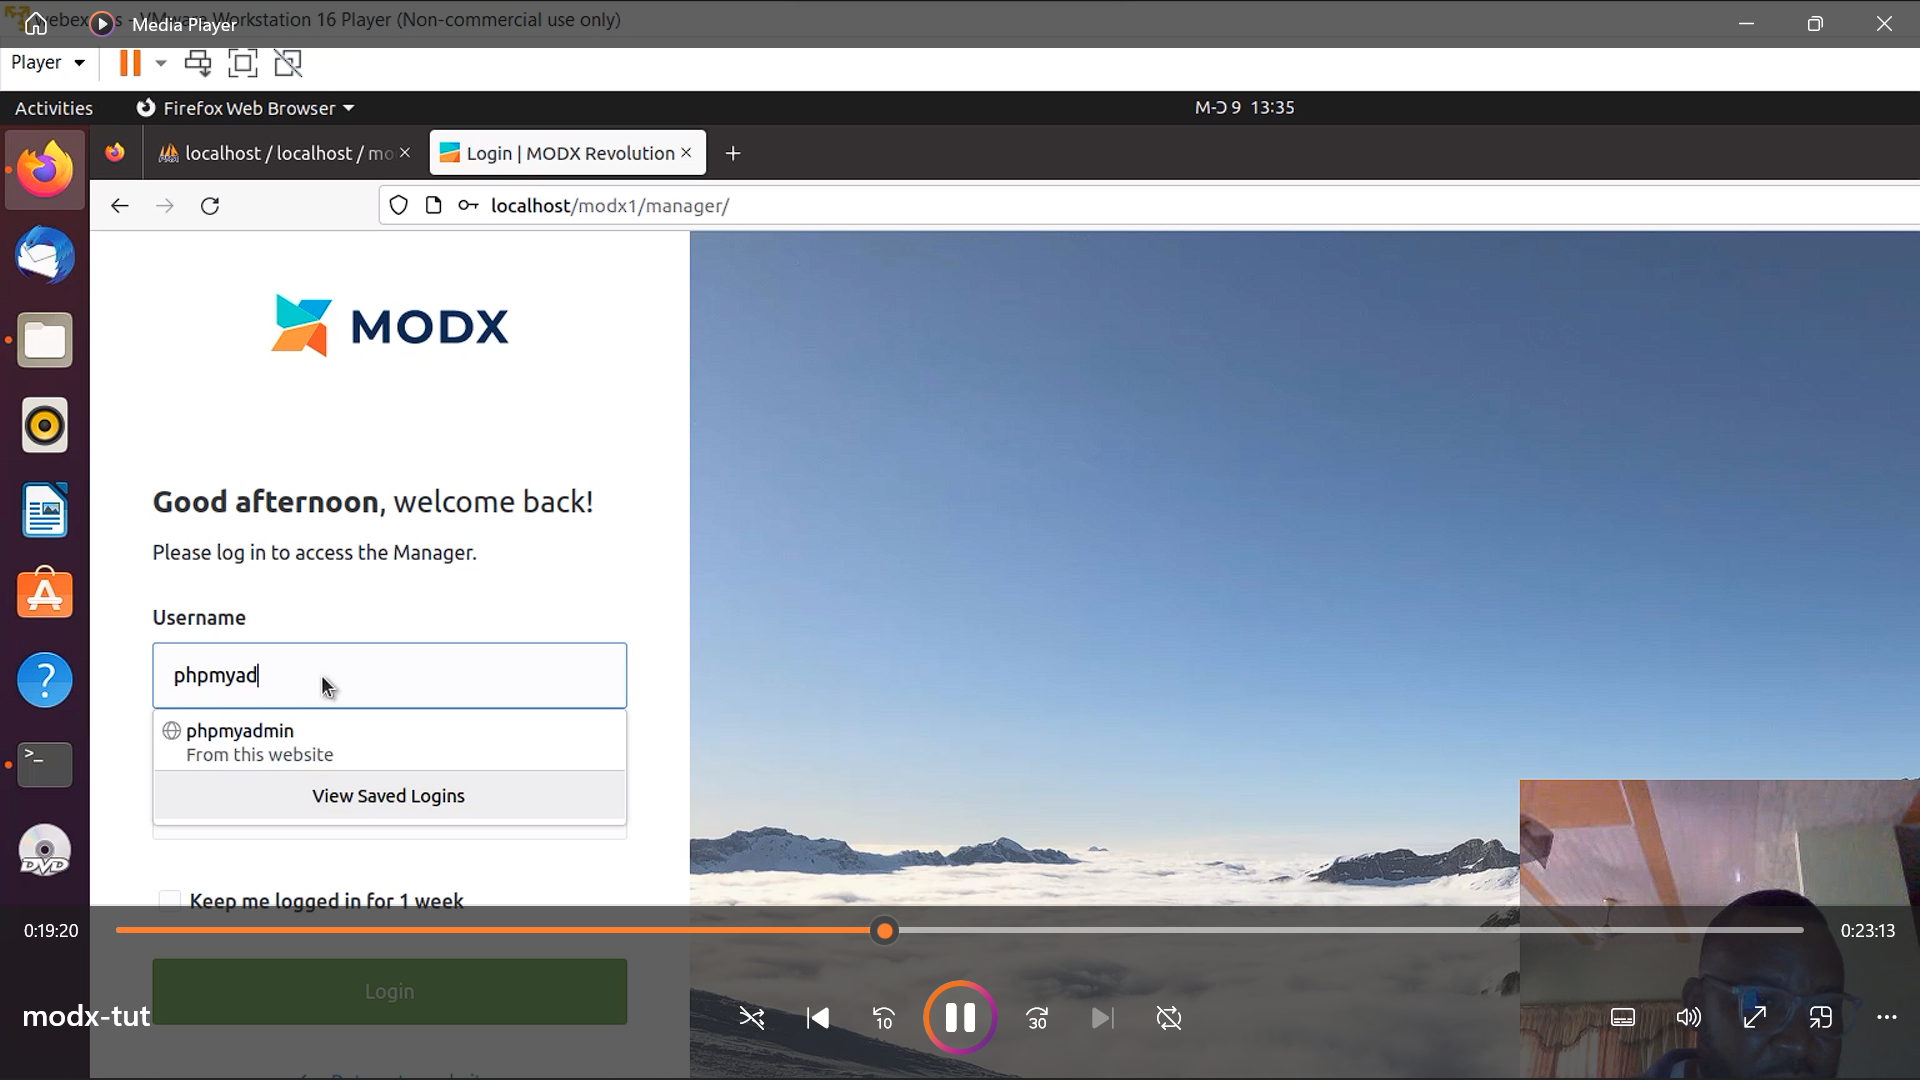 webex - VMware Workstation 16 Player (Non-commercial use only)
Media Player
Player
Activities
Firefox Web Browser
M-Ɔ 9 13:35
localhost / localhost / mo
Login | MODX Revolution
localhost/modx1/manager/
MODX
Good afternoon, welcome back!
Please log in to access the Manager.
Username
phpmyad
phpmyadmin
From this website
View Saved Logins
Keep me logged in for 1 week
0:19:20
0:23:13
Login
modx-tut
10
30
DVD